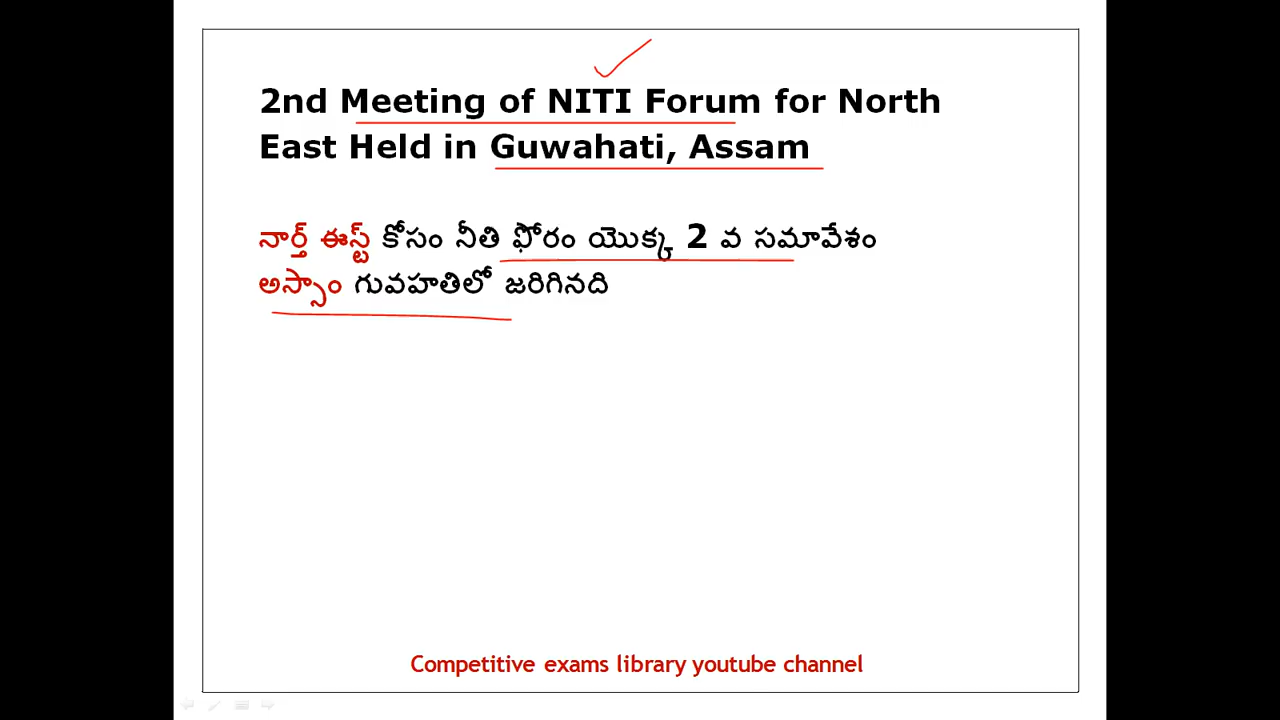 2nd Meeting of NITI Forum for North
East Held in Guwahati, Assam
నార్త్ ఈస్ట్ కోసం నీతి ఫోరం యొక్క 2 వ సమావేశం
అస్సాం గువహతిలో జరిగినది
Competitive exams library youtube channel